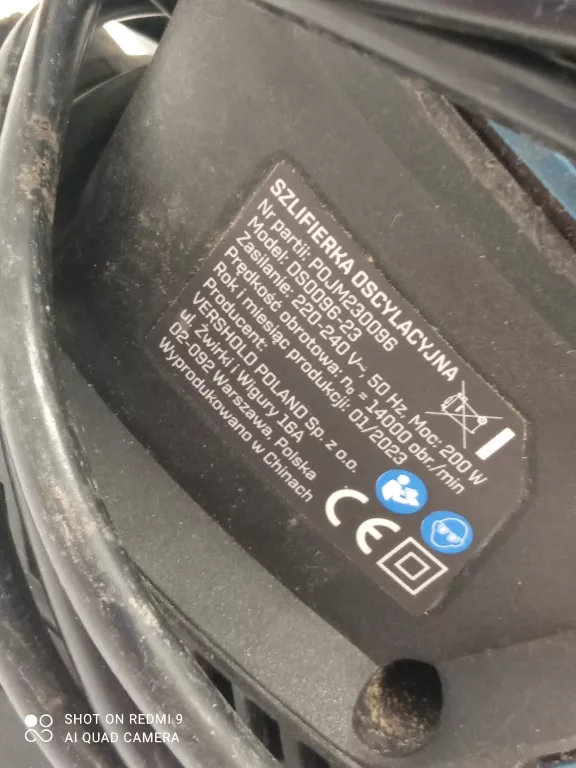 SZLIFIERKA OSCYLACYJNA
Nr partii: POJM230096
Model: DS0096-23
Zasilanie: 220-240 V~, 50 Hz, Moc: 200 W
Prędkość obrotowa: n₀ = 14000 obr./min
Rok i miesiąc produkcji: 01/2023
Producent:
VERSHOLD POLAND Sp. z o.o.
ul. Żwirki i Wigury 16A
02-092 Warszawa, Polska
Wyprodukowano w Chinach
CE
SHOT ON REDMI 9
AI QUAD CAMERA